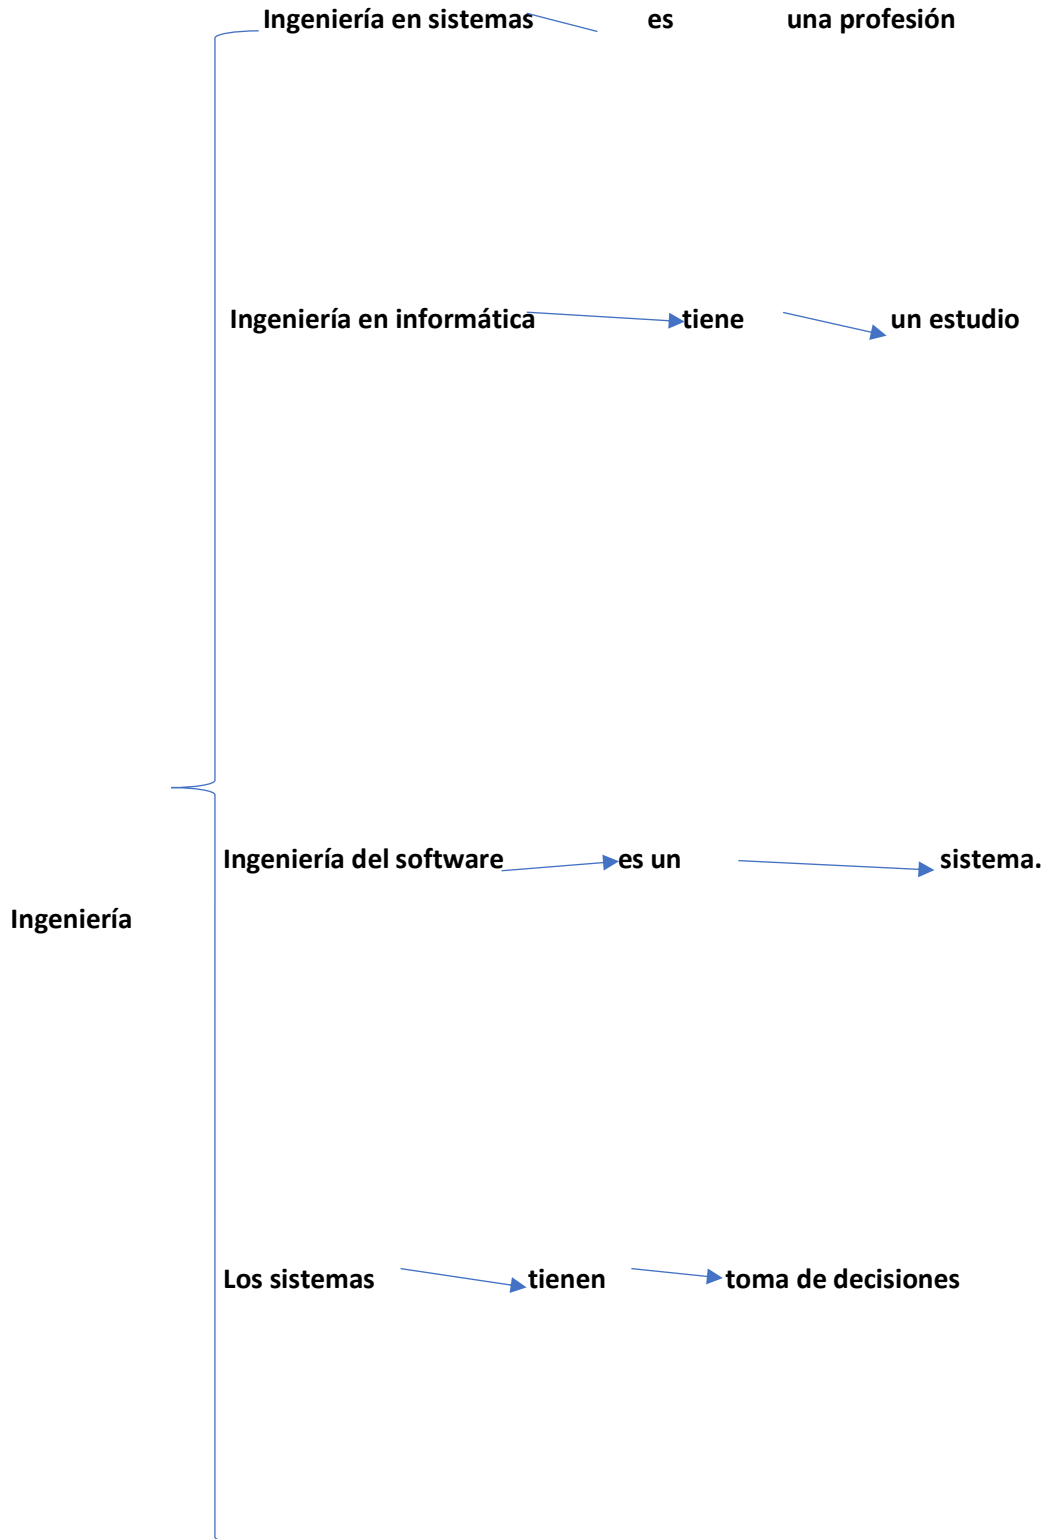 Ingeniería en sistemas es una profesión
Ingeniería en informática tiene un estudio
Ingeniería del software es un sistema.
Ingeniería
Los sistemas tienen toma de decisiones